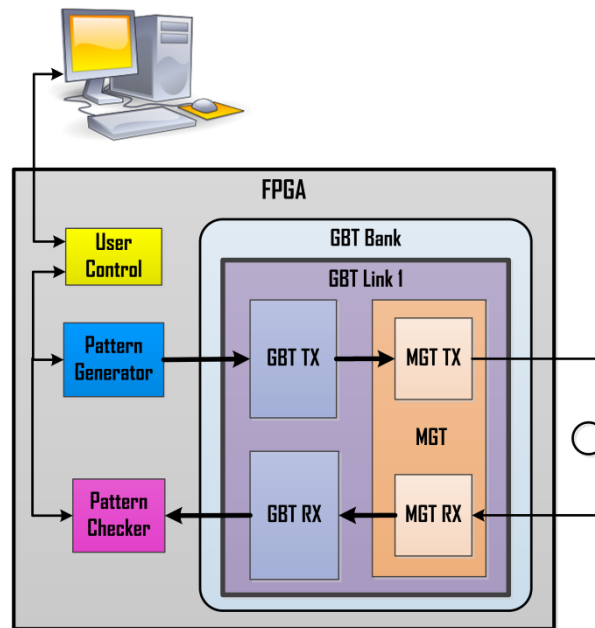 FPGA
User
Control
GBT Bank
GBT Link 1
Pattern
Generator
GBT TX
MGT TX
MGT
Pattern
Checker
GBT RX
MGT RX